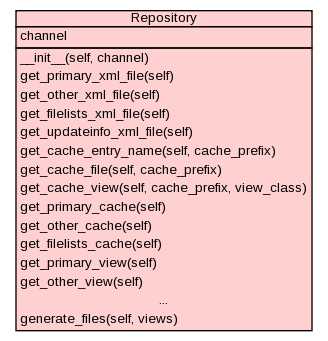 Repository
channel
__init__(self, channel)
get_primary_xml_file(self)
get_other_xml_file(self)
get_filelists_xml_file(self)
get_updateinfo_xml_file(self)
get_cache_entry_name(self, cache_prefix)
get_cache_file(self, cache_prefix)
get_cache_view(self, cache_prefix, view_class)
get_primary_cache(self)
get_other_cache(self)
get_filelists_cache(self)
get_primary_view(self)
get_other_view(self)
...
generate_files(self, views)